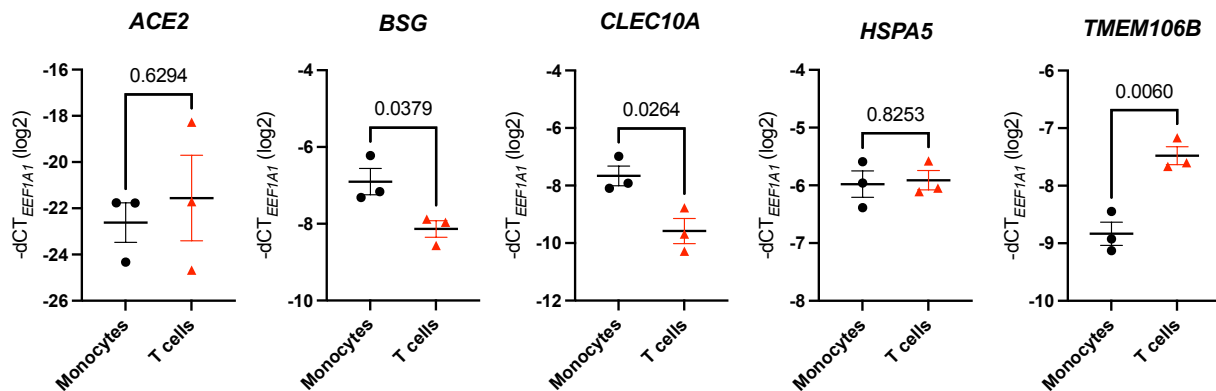 ACE2
-dCT EEF1A1 (log2)
-16
-18
-20
-22
-24
-26
0.6294
Monocytes
T cells
BSG
-dCT EEF1A1 (log2)
-4
-6
-8
-10
0.0379
Monocytes
T cells
CLEC10A
-dCT EEF1A1 (log2)
-4
-6
-8
-10
-12
0.0264
Monocytes
T cells
HSPA5
-dCT EEF1A1 (log2)
-4
-5
-6
-7
-8
0.8253
Monocytes
T cells
TMEM106B
-dCT EEF1A1 (log2)
-6
-7
-8
-9
-10
0.0060
Monocytes
T cells